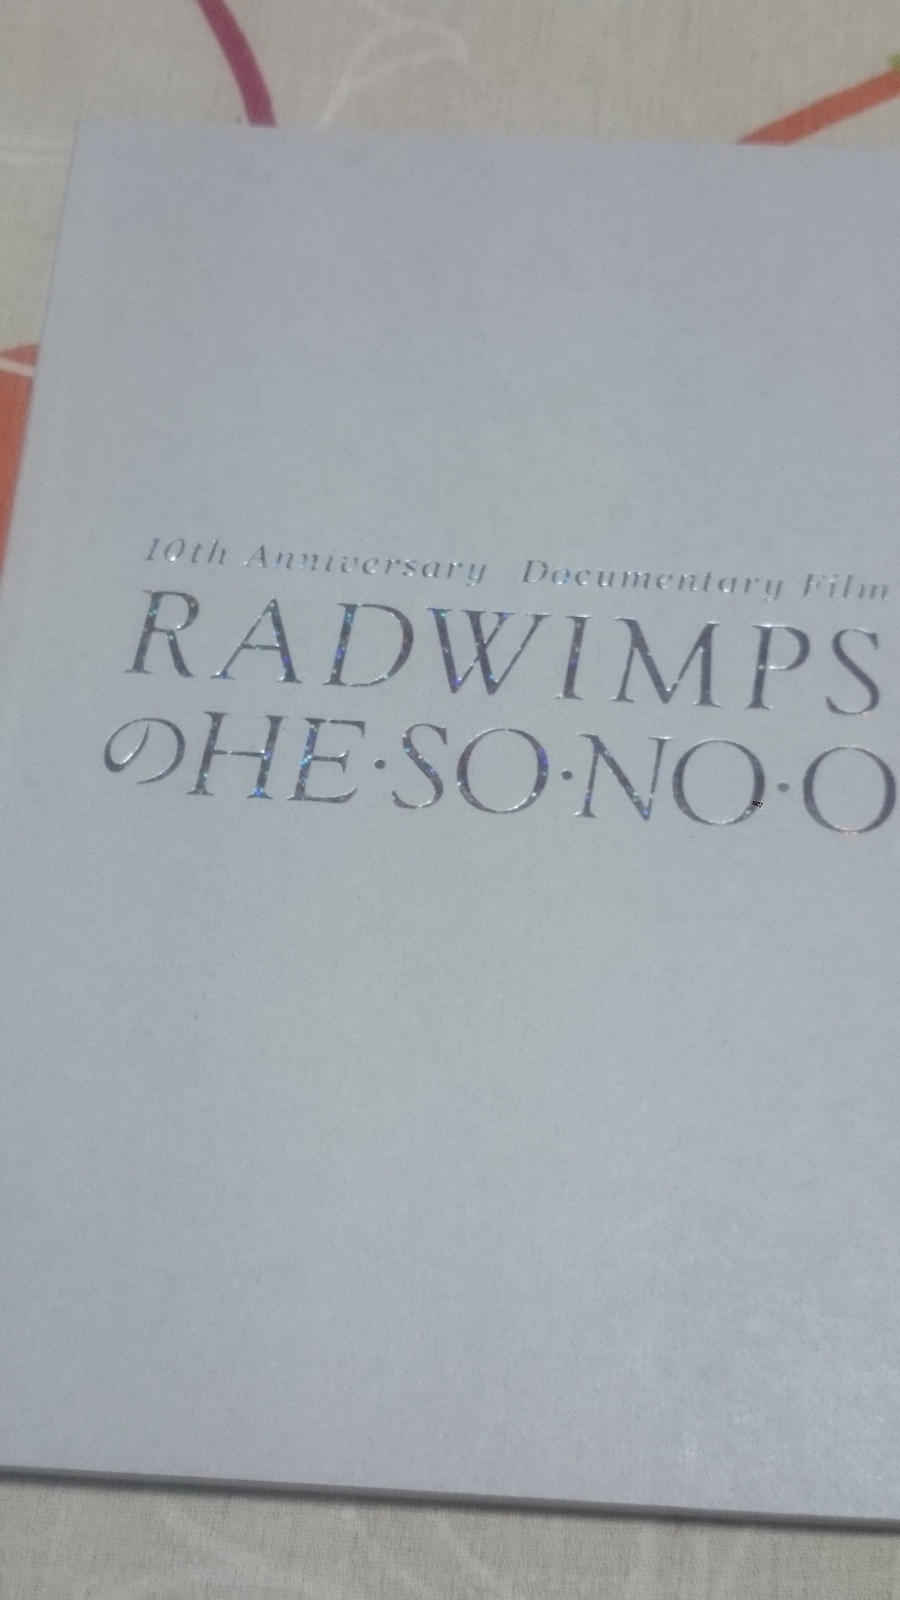 10th Anniversary Documentary Film
RADWIMPS
のHE・SO・NO・O